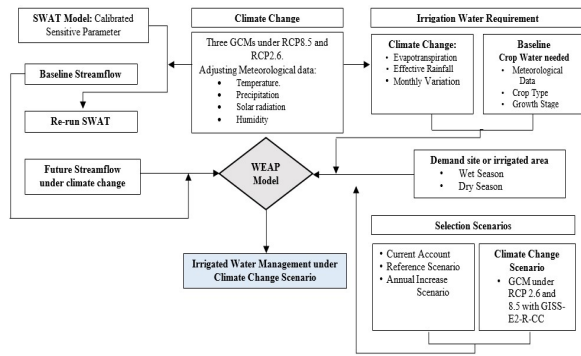 SWAT Model: Calibrated
Sensitive Parameter
Baseline Streamflow
Re-run SWAT
Future Streamflow
under climate change
Climate Change
Three GCMs under RCP8.5 and
RCP2.6.
Adjusting Meteorological data:
• Temperature.
• Precipitation
• Solar radiation
• Humidity
WEAP
Model
Irrigated Water Management under
Climate Change Scenario
Irrigation Water Requirement
Climate Change:
• Evapotranspiration
• Effective Rainfall
• Monthly Variation
Baseline
Crop Water needed
• Meteorological
Data
• Crop Type
• Growth Stage
Demand site or irrigated area
• Wet Season
• Dry Season
Selection Scenarios
• Current Account
• Reference Scenario
• Annual Increase
Scenario
Climate Change
Scenario
• GCM under
RCP 2.6 and
8.5 with GISS-
E2-R-CC